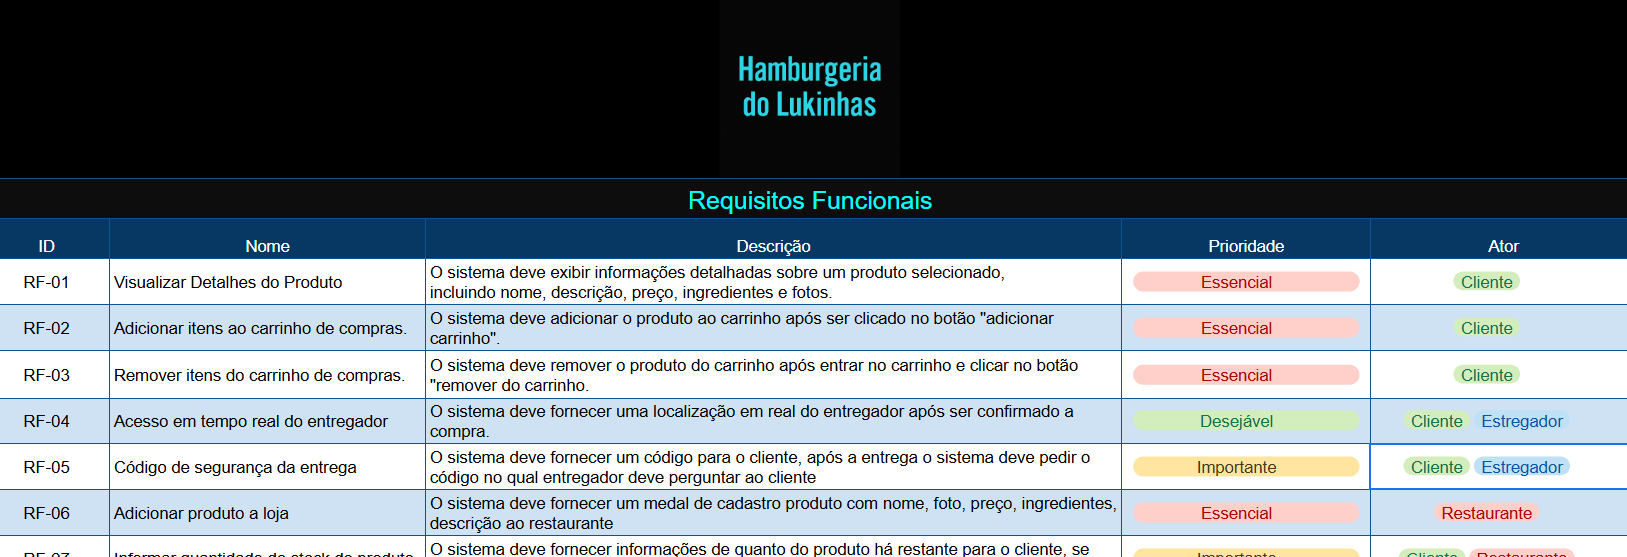 Hamburgeria
do Lukinhas
Requisitos Funcionais
ID Nome Descrição Prioridade Ator
RF-01 Visualizar Detalhes do Produto O sistema deve exibir informações detalhadas sobre um produto selecionado,
incluindo nome, descrição, preço, ingredientes e fotos. Essencial Cliente
RF-02 Adicionar itens ao carrinho de compras. O sistema deve adicionar o produto ao carrinho após ser clicado no botão "adicionar
carrinho". Essencial Cliente
RF-03 Remover itens do carrinho de compras. O sistema deve remover o produto do carrinho após entrar no carrinho e clicar no botão
"remover do carrinho. Essencial Cliente
RF-04 Acesso em tempo real do entregador O sistema deve fornecer uma localização em real do entregador após ser confirmado a
compra. Desejável Cliente Estregador
RF-05 Código de segurança da entrega O sistema deve fornecer um código para o cliente, após a entrega o sistema deve pedir o
código no qual entregador deve perguntar ao cliente Importante Cliente Estregador
RF-06 Adicionar produto a loja O sistema deve fornecer um medal de cadastro produto com nome, foto, preço, ingredientes,
descrição ao restaurante Essencial Restaurante
RF-07 Informar quantidade de stock do produto O sistema deve fornecer informações de quanto do produto há restante para o cliente, se
Importante Cliente Restaurante